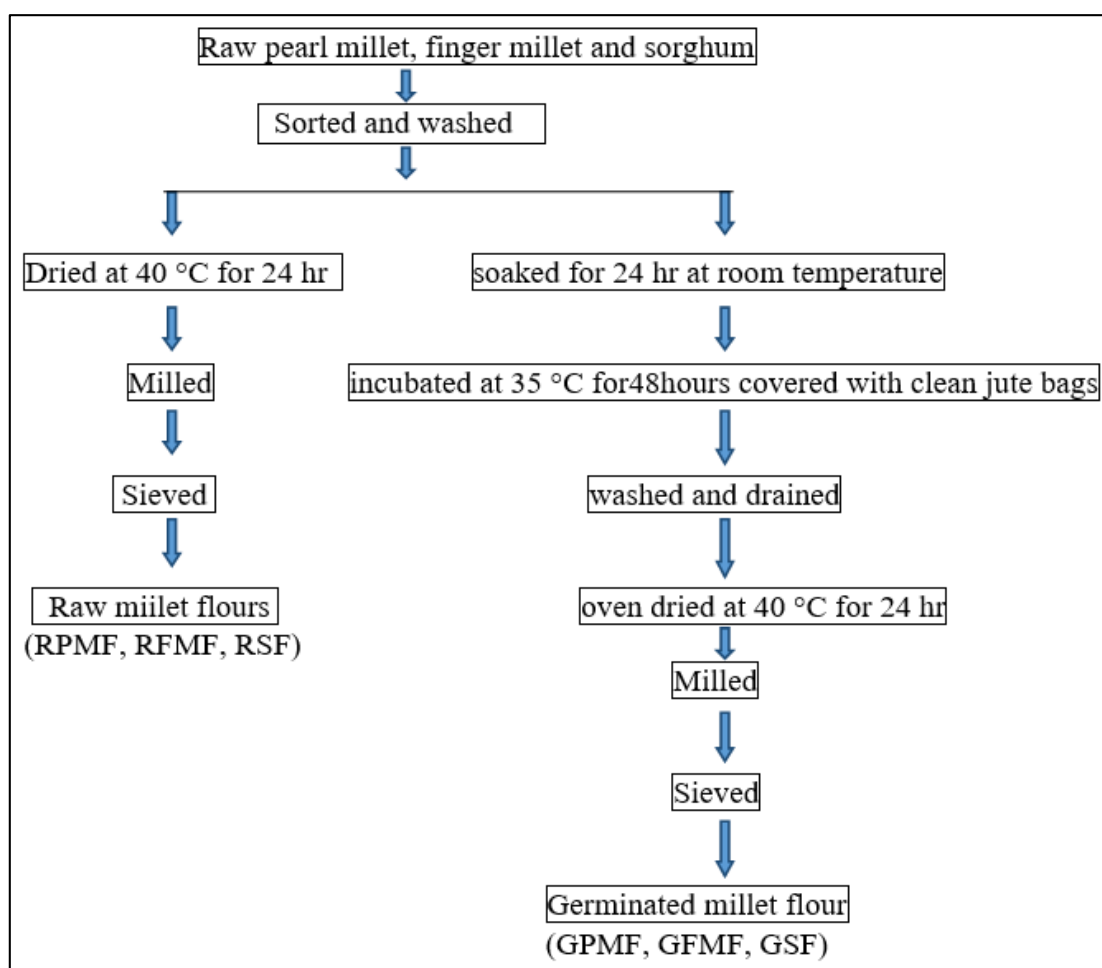 Raw pearl millet, finger millet and sorghum
Sorted and washed
Dried at 40 °C for 24 hr
Milled
Sieved
Raw miilet flours
(RPMF, RFMF, RSF)
soaked for 24 hr at room temperature
incubated at 35 °C for48hours covered with clean jute bags
washed and drained
oven dried at 40 °C for 24 hr
Milled
Sieved
Germinated millet flour
(GPMF, GFMF, GSF)